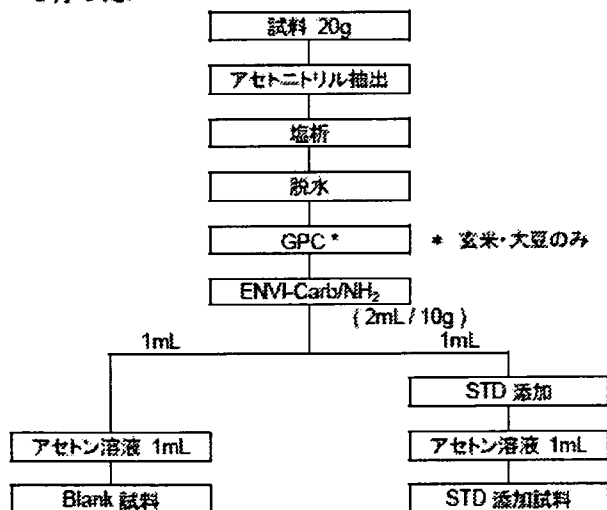 試料 20g
アセトニトリル抽出
塩析
脱水
GPC *
* 玄米・大豆のみ
ENVI-Carb/NH₂
( 2mL / 10g )
1mL
1mL
STD 添加
アセトン溶液 1mL
アセトン溶液 1mL
Blank 試料
STD 添加試料